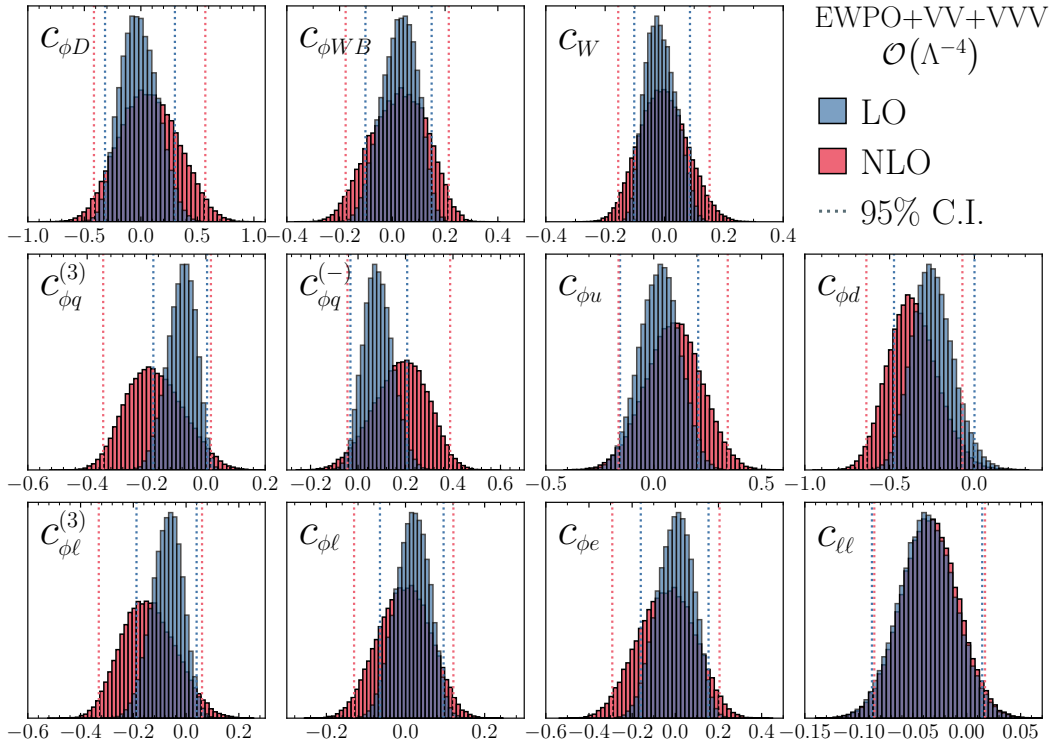 c_{ϕD} c_{ϕWB} c_W EWPO+VV+VVV
𝒪(Λ^{−4})
LO
NLO
95% C.I.
−1.0 −0.5 0.0 0.5 1.0 −0.4 −0.2 0.0 0.2 0.4 −0.4 −0.2 0.0 0.2 0.4
c_{ϕq}^{(3)} c_{ϕq}^{(−)} c_{ϕu} c_{ϕd}
−0.6 −0.4 −0.2 0.0 0.2 −0.2 0.0 0.2 0.4 0.6 −0.5 0.0 0.5 −1.0 −0.5 0.0
c_{ϕℓ}^{(3)} c_{ϕℓ} c_{ϕe} c_{ℓℓ}
−0.6 −0.4 −0.2 0.0 0.2 −0.2 0.0 0.2 −0.4 −0.2 0.0 0.2 0.4 −0.15 −0.10 −0.05 0.00 0.05